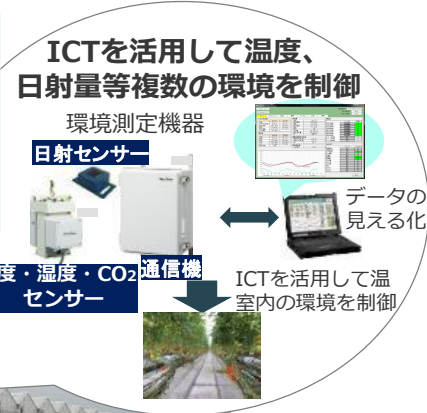 ICTを活用して温度、
日射量等複数の環境を制御
環境測定機器
日射センサー
データの
見える化
度・湿度・CO2
センサー
通信機
ICTを活用して温
室内の環境を制御